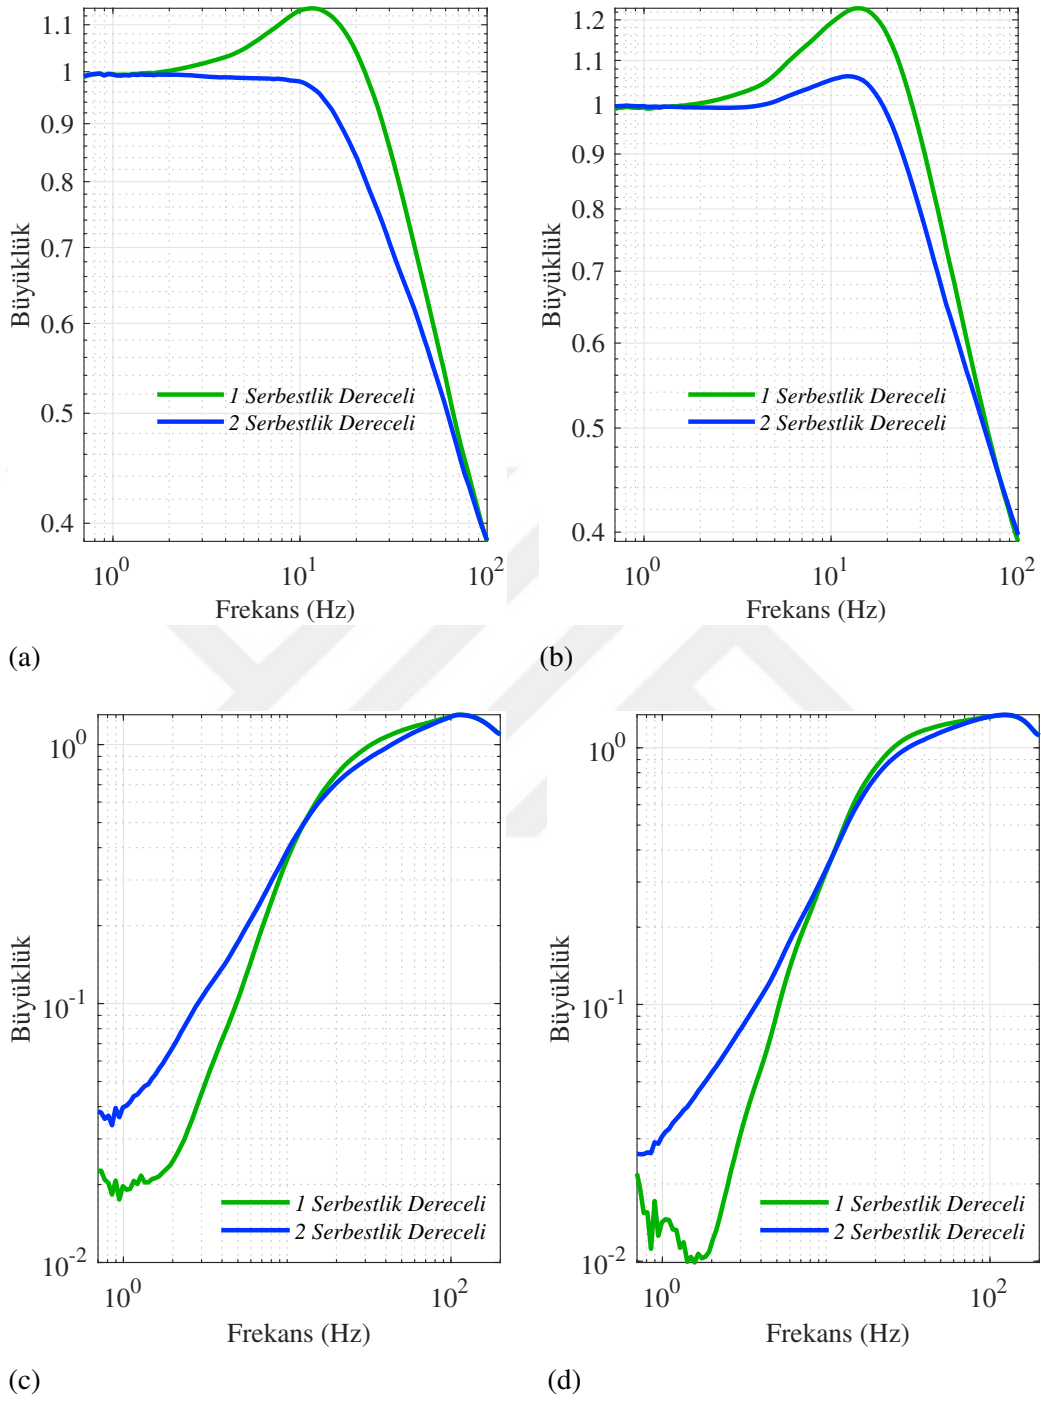 1.1
1
0.9
0.8
0.7
0.6
0.5
0.4
Büyüklük
1 Serbestlik Dereceli
2 Serbestlik Dereceli
10^0
10^1
10^2
Frekans (Hz)
(a)
1.2
1.1
1
0.9
0.8
0.7
0.6
0.5
0.4
Büyüklük
1 Serbestlik Dereceli
2 Serbestlik Dereceli
10^0
10^1
10^2
Frekans (Hz)
(b)
10^0
10^-1
10^-2
Büyüklük
1 Serbestlik Dereceli
2 Serbestlik Dereceli
10^0
10^2
Frekans (Hz)
(c)
10^0
10^-1
10^-2
Büyüklük
1 Serbestlik Dereceli
2 Serbestlik Dereceli
10^0
10^2
Frekans (Hz)
(d)